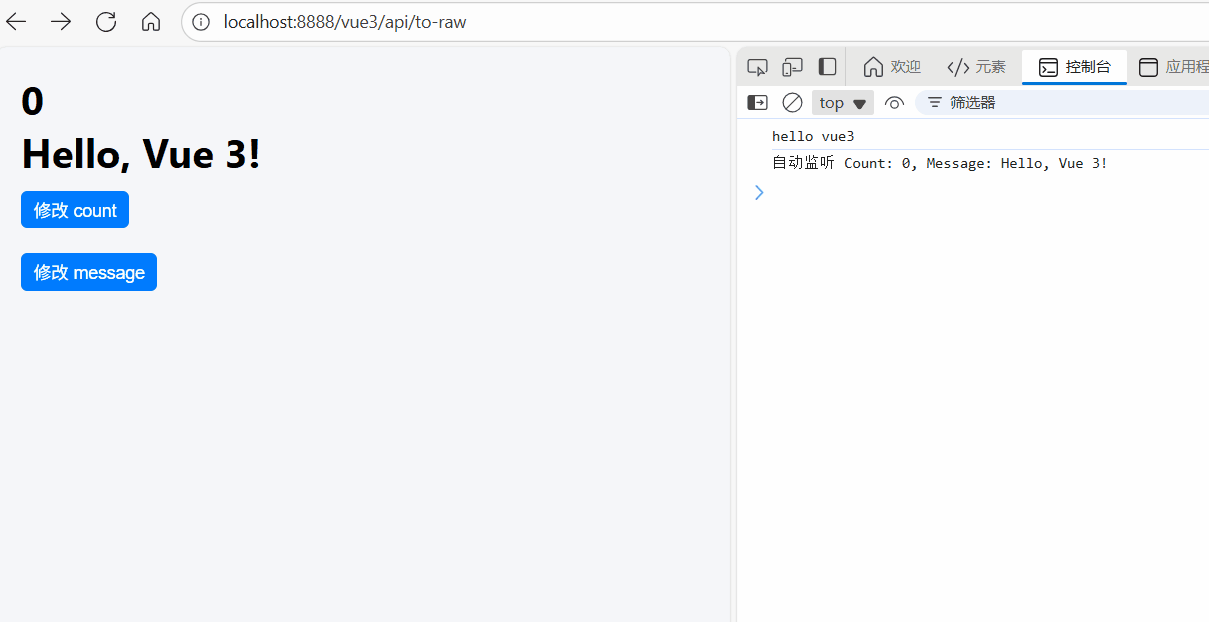 localhost:8888/vue3/api/to-raw
0
Hello, Vue 3!
修改 count
修改 message
欢迎 元素 控制台 应用程
top 筛选器
hello vue3
自动监听 Count: 0, Message: Hello, Vue 3!